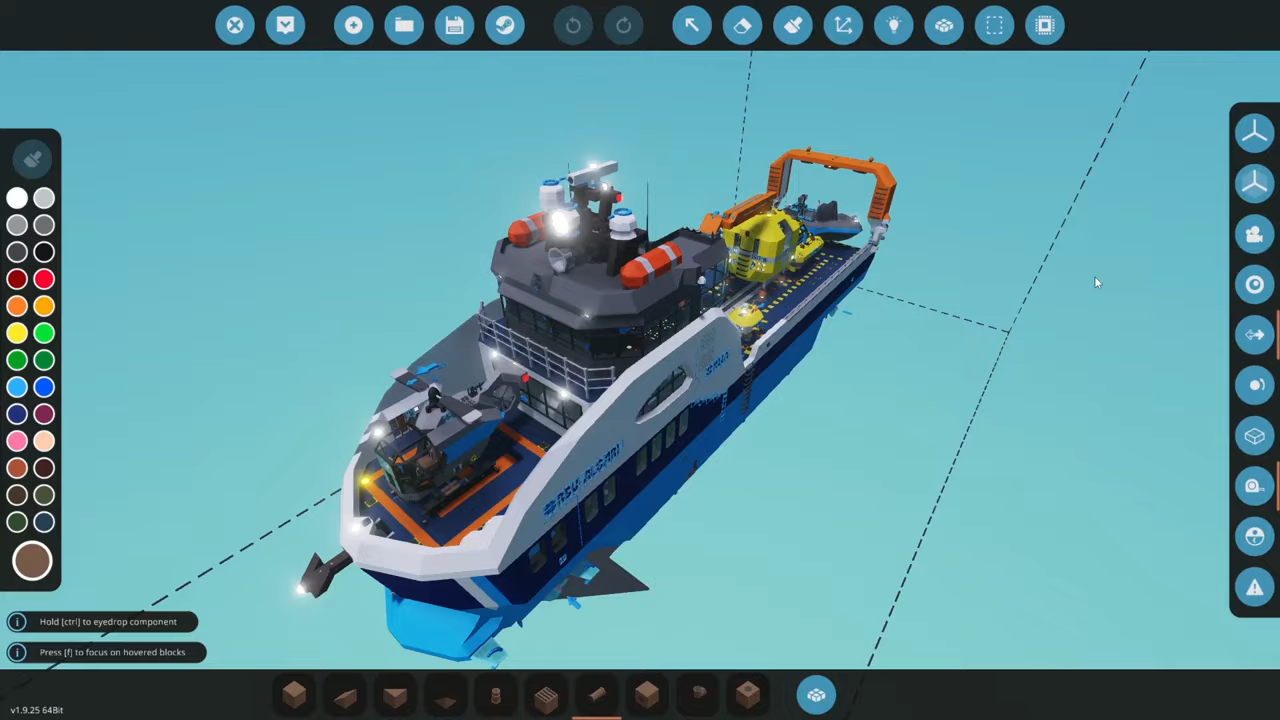 Hold [ctrl] to eyedrop component
Press [f] to focus on hovered blocks
v1.9.25 64Bit